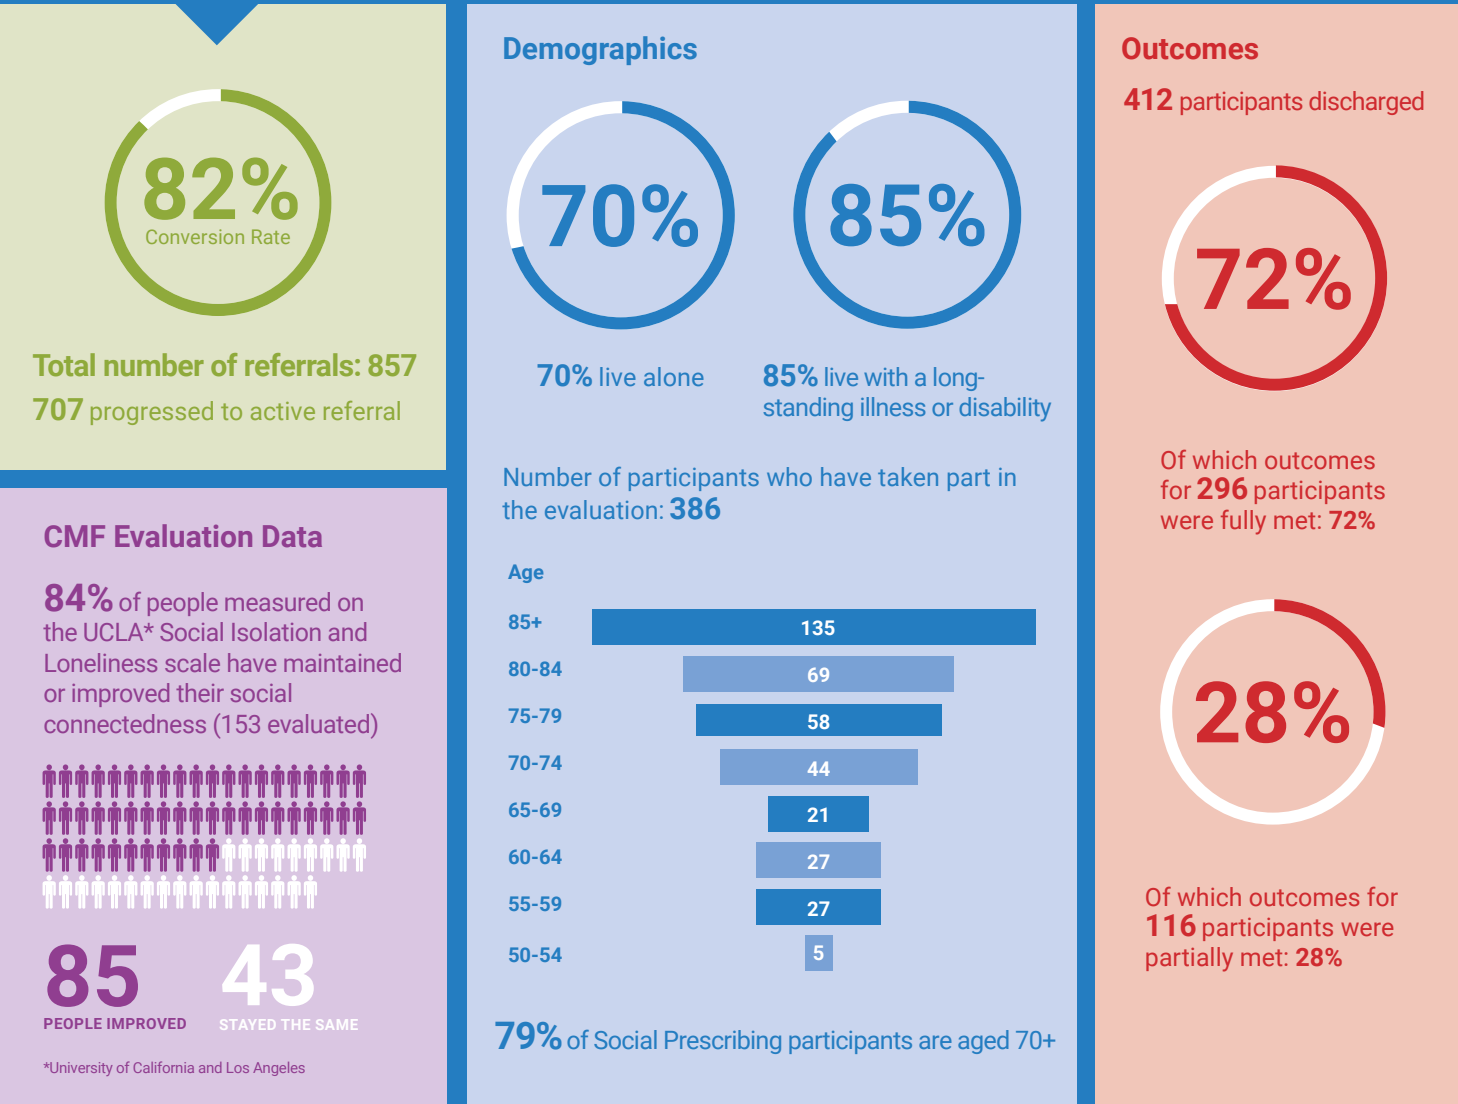 82%
Conversion Rate
Total number of referrals: 857
707 progressed to active referral
CMF Evaluation Data
84% of people measured on
the UCLA* Social Isolation and
Loneliness scale have maintained
or improved their social
connectedness (153 evaluated)
85
PEOPLE IMPROVED
43
STAYED THE SAME
*University of California and Los Angeles
Demographics
70%
85%
70% live alone
85% live with a long-
standing illness or disability
Number of participants who have taken part in
the evaluation: 386
Age
85+ 135
80-84 69
75-79 58
70-74 44
65-69 21
60-64 27
55-59 27
50-54 5
79% of Social Prescribing participants are aged 70+
Outcomes
412 participants discharged
72%
Of which outcomes
for 296 participants
were fully met: 72%
28%
Of which outcomes for
116 participants were
partially met: 28%